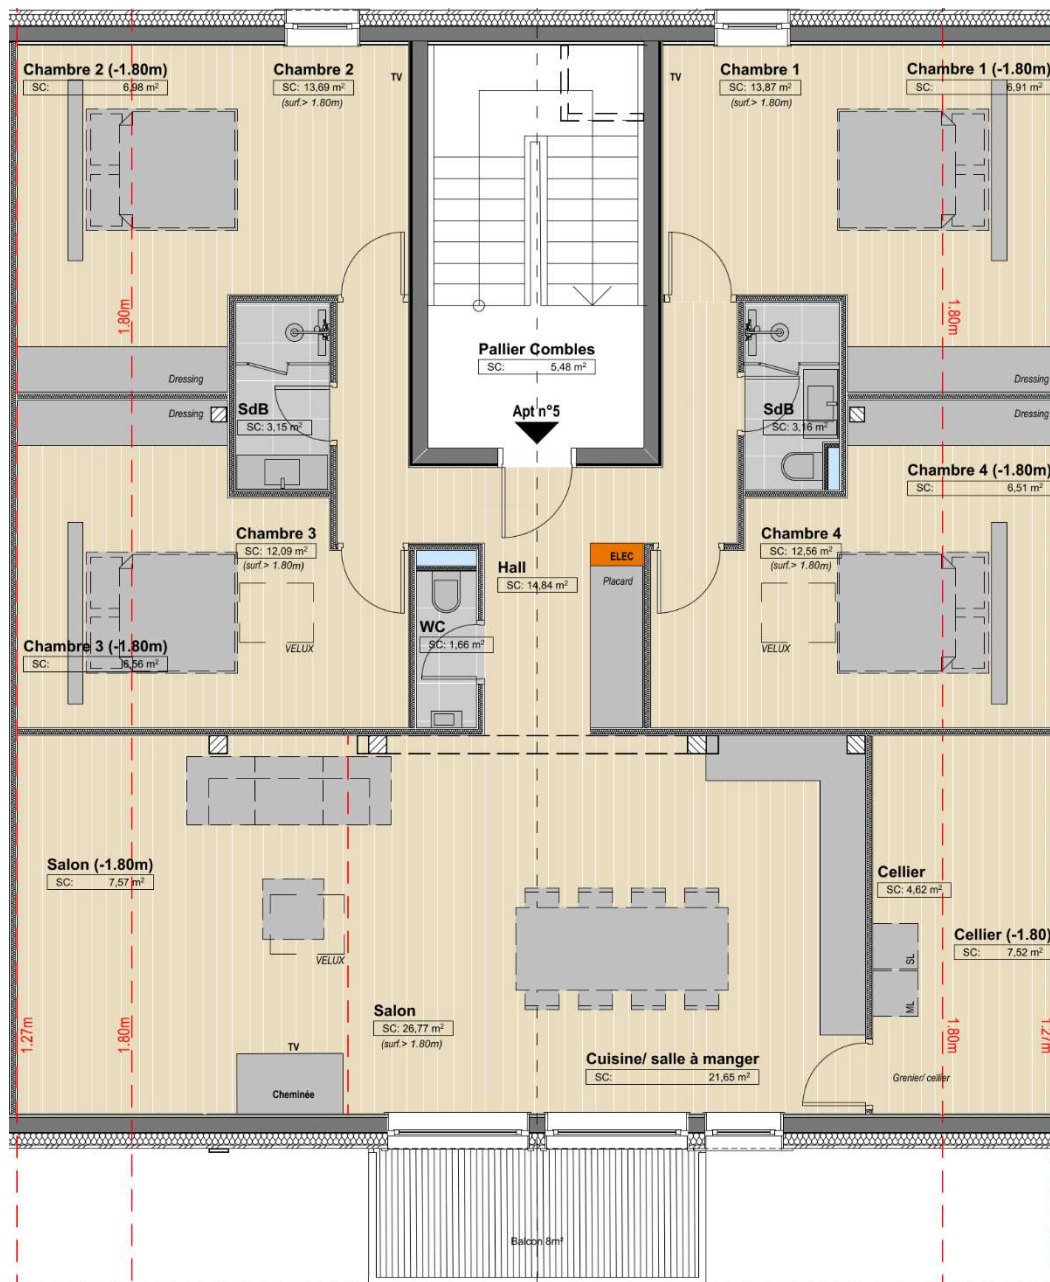 Chambre 2 (-1.80m)
SC: 6,98 m²
Chambre 2
SC: 13,69 m²
(surf.> 1.80m)
TV
TV
Chambre 1
SC: 13,87 m²
(surf.> 1.80m)
Chambre 1 (-1.80m)
SC: 6,91 m²
1.80m
1.80m
Pallier Combles
SC: 5,48 m²
Dressing
Dressing
Dressing
Dressing
SdB
SC: 3,15 m²
Apt n°5
SdB
SC: 3,16 m²
Chambre 4 (-1.80m)
SC: 6,51 m²
Chambre 3
SC: 12,09 m²
(surf.> 1.80m)
Chambre 4
SC: 12,56 m²
(surf.> 1.80m)
ELEC
Placard
Hall
SC: 14,84 m²
WC
SC: 1,66 m²
Chambre 3 (-1.80m)
SC: 6,56 m²
VELUX
VELUX
Salon (-1.80m)
SC: 7,57 m²
Cellier
SC: 4,62 m²
Cellier (-1.80)
SC: 7,52 m²
VELUX
SL
ML
Salon
SC: 26,77 m²
(surf.> 1.80m)
1.27m
1.80m
1.80m
1.27m
TV
Cheminée
Cuisine/ salle à manger
SC: 21,65 m²
Grenier/ cellier
Balcon 8m²